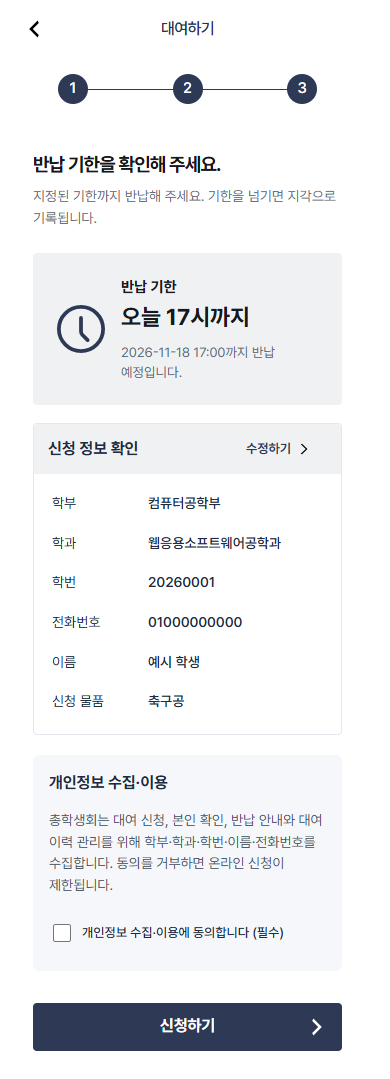 대여하기
1 2 3
반납 기한을 확인해 주세요.
지정된 기한까지 반납해 주세요. 기한을 넘기면 지각으로
기록됩니다.
반납 기한
오늘 17시까지
2026-11-18 17:00까지 반납
예정입니다.
신청 정보 확인 수정하기
학부 컴퓨터공학부
학과 웹응용소프트웨어공학과
학번 20260001
전화번호 01000000000
이름 예시 학생
신청 물품 축구공
개인정보 수집·이용
총학생회는 대여 신청, 본인 확인, 반납 안내와 대여
이력 관리를 위해 학부·학과·학번·이름·전화번호를
수집합니다. 동의를 거부하면 온라인 신청이
제한됩니다.
개인정보 수집·이용에 동의합니다 (필수)
신청하기